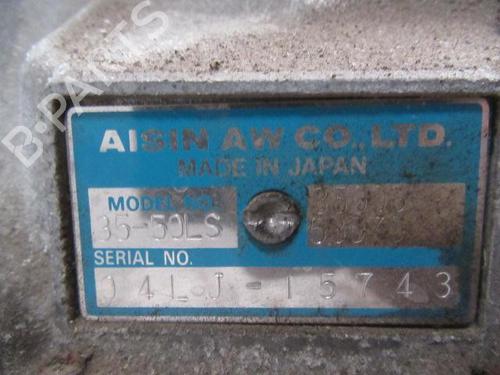 B-PARTS
AISIN AW CO., LTD.
MADE IN JAPAN
MODEL NO.
35-50LS
SERIAL NO.
04LJ-15743